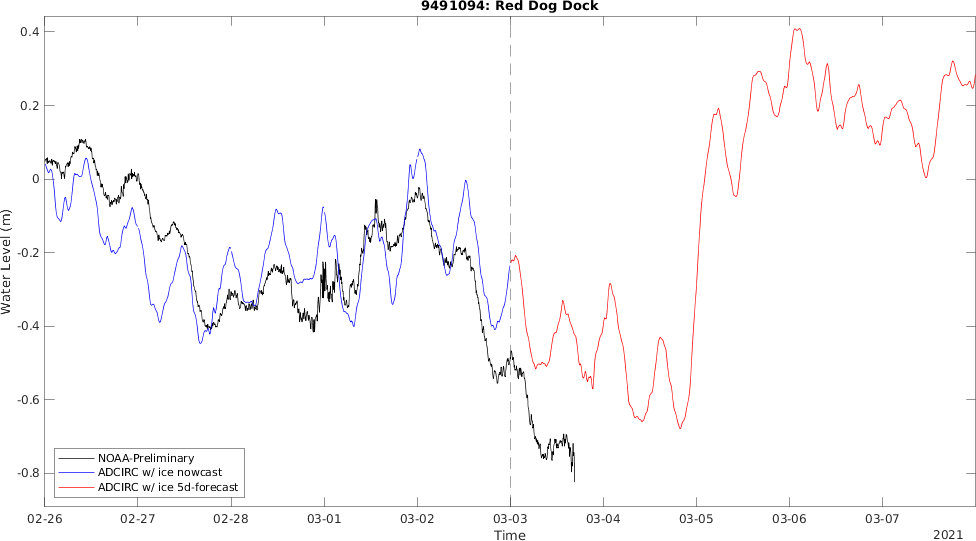 9491094: Red Dog Dock
0.4
0.2
0
-0.2
-0.4
-0.6
-0.8
Water Level (m)
NOAA-Preliminary
ADCIRC w/ ice nowcast
ADCIRC w/ ice 5d-forecast
02-26 02-27 02-28 03-01 03-02 03-03 03-04 03-05 03-06 03-07
Time
2021